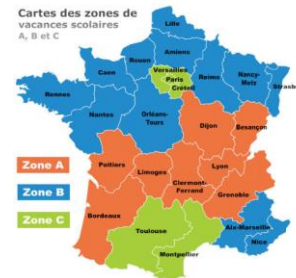 Cartes des zones de
vacances scolaires
A, B et C
Lille
Amiens
Rouen
Caen
Versailles
Paris
Créteil
Reims
Nancy-
Metz
Strasb
Rennes
Nantes
Orléans-
Tours
Dijon
Besançon
Zone A
Zone B
Zone C
Poitiers
Limoges
Clermont-
Ferrand
Lyon
Grenoble
Bordeaux
Toulouse
Montpellier
Aix-Marseille
Nice